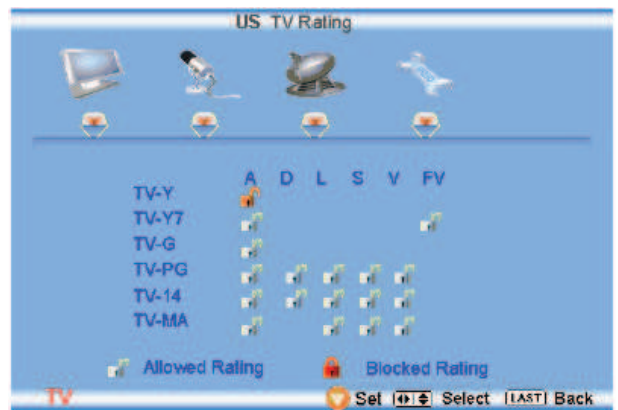 US TV Rating
A D L S V FV
TV-Y
TV-Y7
TV-G
TV-PG
TV-14
TV-MA
Allowed Rating Blocked Rating
TV Set Select LAST Back